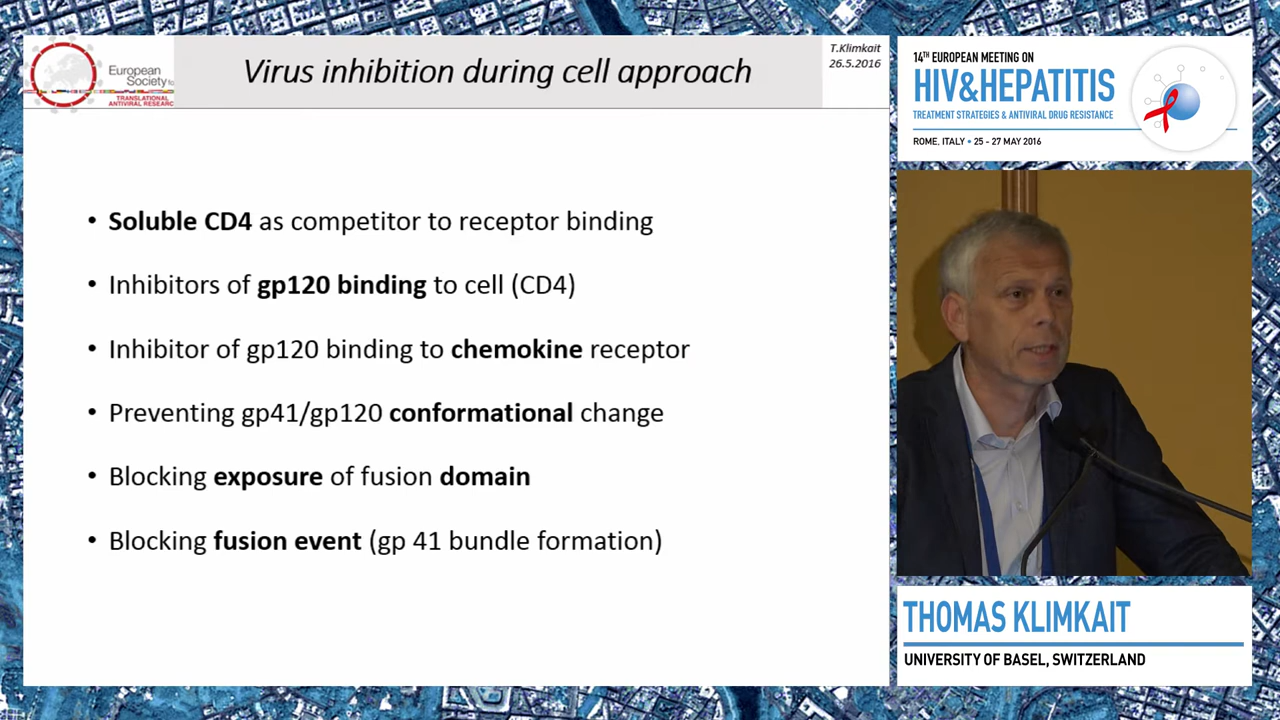 European
Society fo
TRANSLATIONAL
ANTIVIRAL RESEARC
Virus inhibition during cell approach
T.Klimkait
26.5.2016
• Soluble CD4 as competitor to receptor binding
• Inhibitors of gp120 binding to cell (CD4)
• Inhibitor of gp120 binding to chemokine receptor
• Preventing gp41/gp120 conformational change
• Blocking exposure of fusion domain
• Blocking fusion event (gp 41 bundle formation)
14TH EUROPEAN MEETING ON
HIV&HEPATITIS
TREATMENT STRATEGIES & ANTIVIRAL DRUG RESISTANCE
ROME, ITALY • 25 - 27 MAY 2016
THOMAS KLIMKAIT
UNIVERSITY OF BASEL, SWITZERLAND